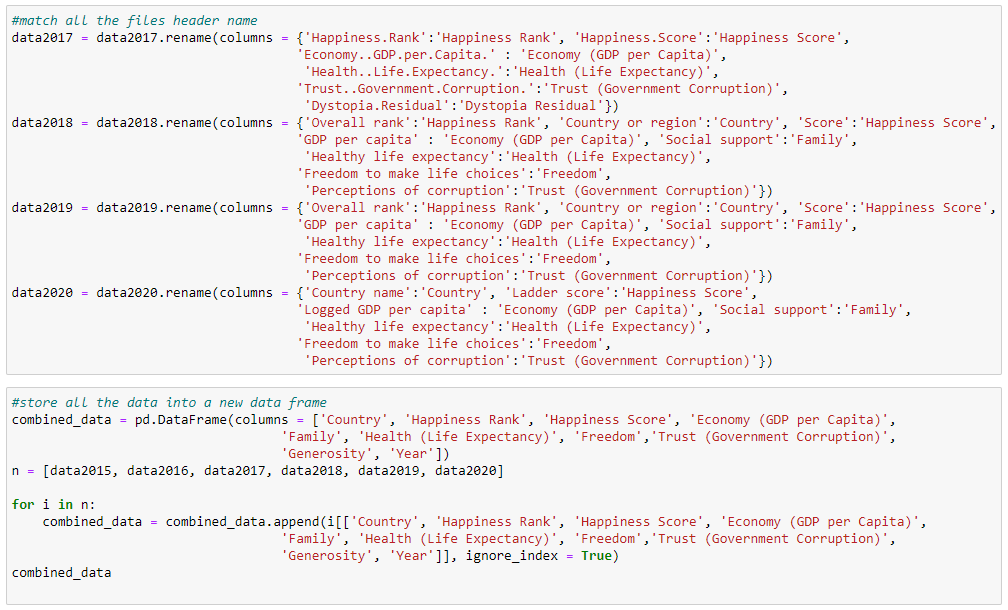 #match all the files header name
data2017 = data2017.rename(columns = {'Happiness.Rank':'Happiness Rank', 'Happiness.Score':'Happiness Score',
'Economy..GDP.per.Capita.' : 'Economy (GDP per Capita)',
'Health..Life.Expectancy.':'Health (Life Expectancy)',
'Trust..Government.Corruption.':'Trust (Government Corruption)',
'Dystopia.Residual':'Dystopia Residual'})
data2018 = data2018.rename(columns = {'Overall rank':'Happiness Rank', 'Country or region':'Country', 'Score':'Happiness Score',
'GDP per capita' : 'Economy (GDP per Capita)', 'Social support':'Family',
'Healthy life expectancy':'Health (Life Expectancy)',
'Freedom to make life choices':'Freedom',
'Perceptions of corruption':'Trust (Government Corruption)'})
data2019 = data2019.rename(columns = {'Overall rank':'Happiness Rank', 'Country or region':'Country', 'Score':'Happiness Score',
'GDP per capita' : 'Economy (GDP per Capita)', 'Social support':'Family',
'Healthy life expectancy':'Health (Life Expectancy)',
'Freedom to make life choices':'Freedom',
'Perceptions of corruption':'Trust (Government Corruption)'})
data2020 = data2020.rename(columns = {'Country name':'Country', 'Ladder score':'Happiness Score',
'Logged GDP per capita' : 'Economy (GDP per Capita)', 'Social support':'Family',
'Healthy life expectancy':'Health (Life Expectancy)',
'Freedom to make life choices':'Freedom',
'Perceptions of corruption':'Trust (Government Corruption)'})
#store all the data into a new data frame
combined_data = pd.DataFrame(columns = ['Country', 'Happiness Rank', 'Happiness Score', 'Economy (GDP per Capita)',
'Family', 'Health (Life Expectancy)', 'Freedom','Trust (Government Corruption)',
'Generosity', 'Year'])
n = [data2015, data2016, data2017, data2018, data2019, data2020]
for i in n:
combined_data = combined_data.append(i[['Country', 'Happiness Rank', 'Happiness Score', 'Economy (GDP per Capita)',
'Family', 'Health (Life Expectancy)', 'Freedom','Trust (Government Corruption)',
'Generosity', 'Year']], ignore_index = True)
combined_data